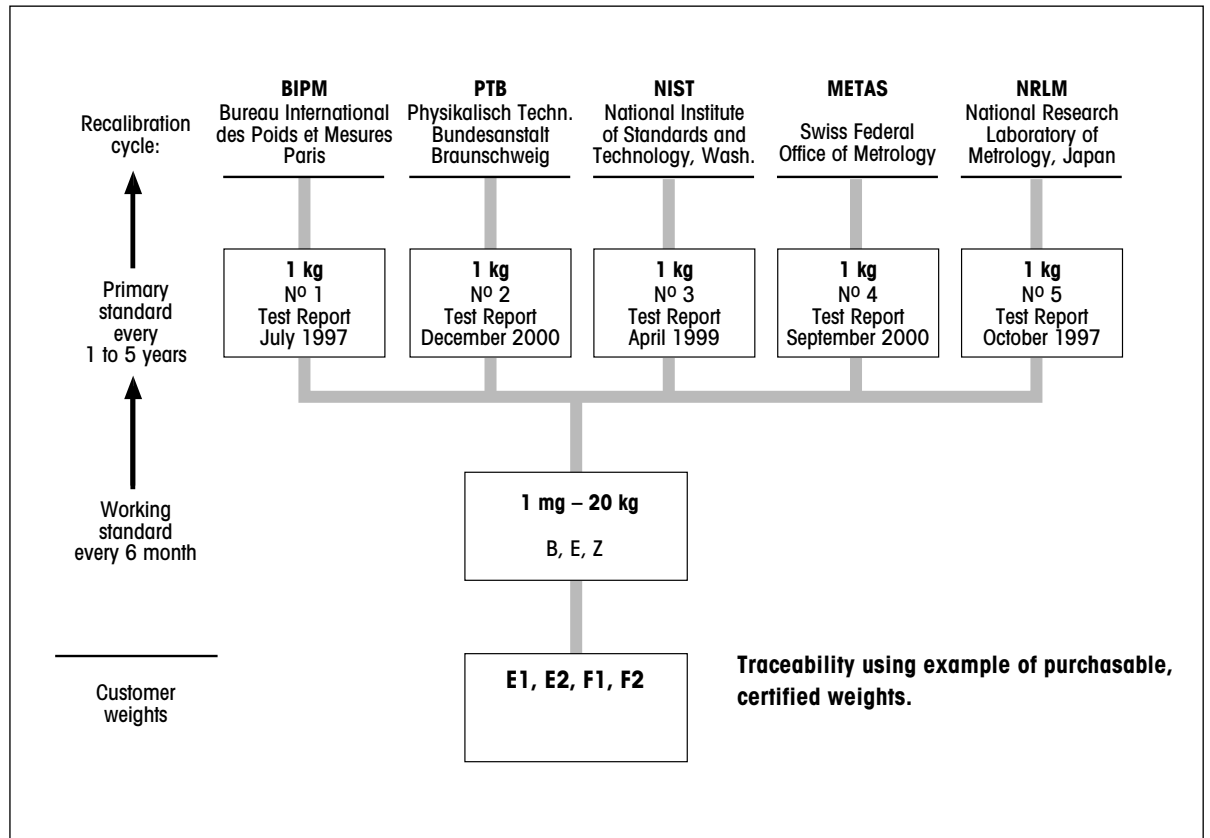 Recalibration
cycle:
Primary
standard
every
1 to 5 years
Working
standard
every 6 month
Customer
weights
BIPM
Bureau International
des Poids et Mesures
Paris
PTB
Physikalisch Techn.
Bundesanstalt
Braunschweig
NIST
National Institute
of Standards and
Technology, Wash.
METAS
Swiss Federal
Office of Metrology
NRLM
National Research
Laboratory of
Metrology, Japan
1 kg
Nº 1
Test Report
July 1997
1 kg
Nº 2
Test Report
December 2000
1 kg
Nº 3
Test Report
April 1999
1 kg
Nº 4
Test Report
September 2000
1 kg
Nº 5
Test Report
October 1997
1 mg – 20 kg
B, E, Z
E1, E2, F1, F2
Traceability using example of purchasable,
certified weights.